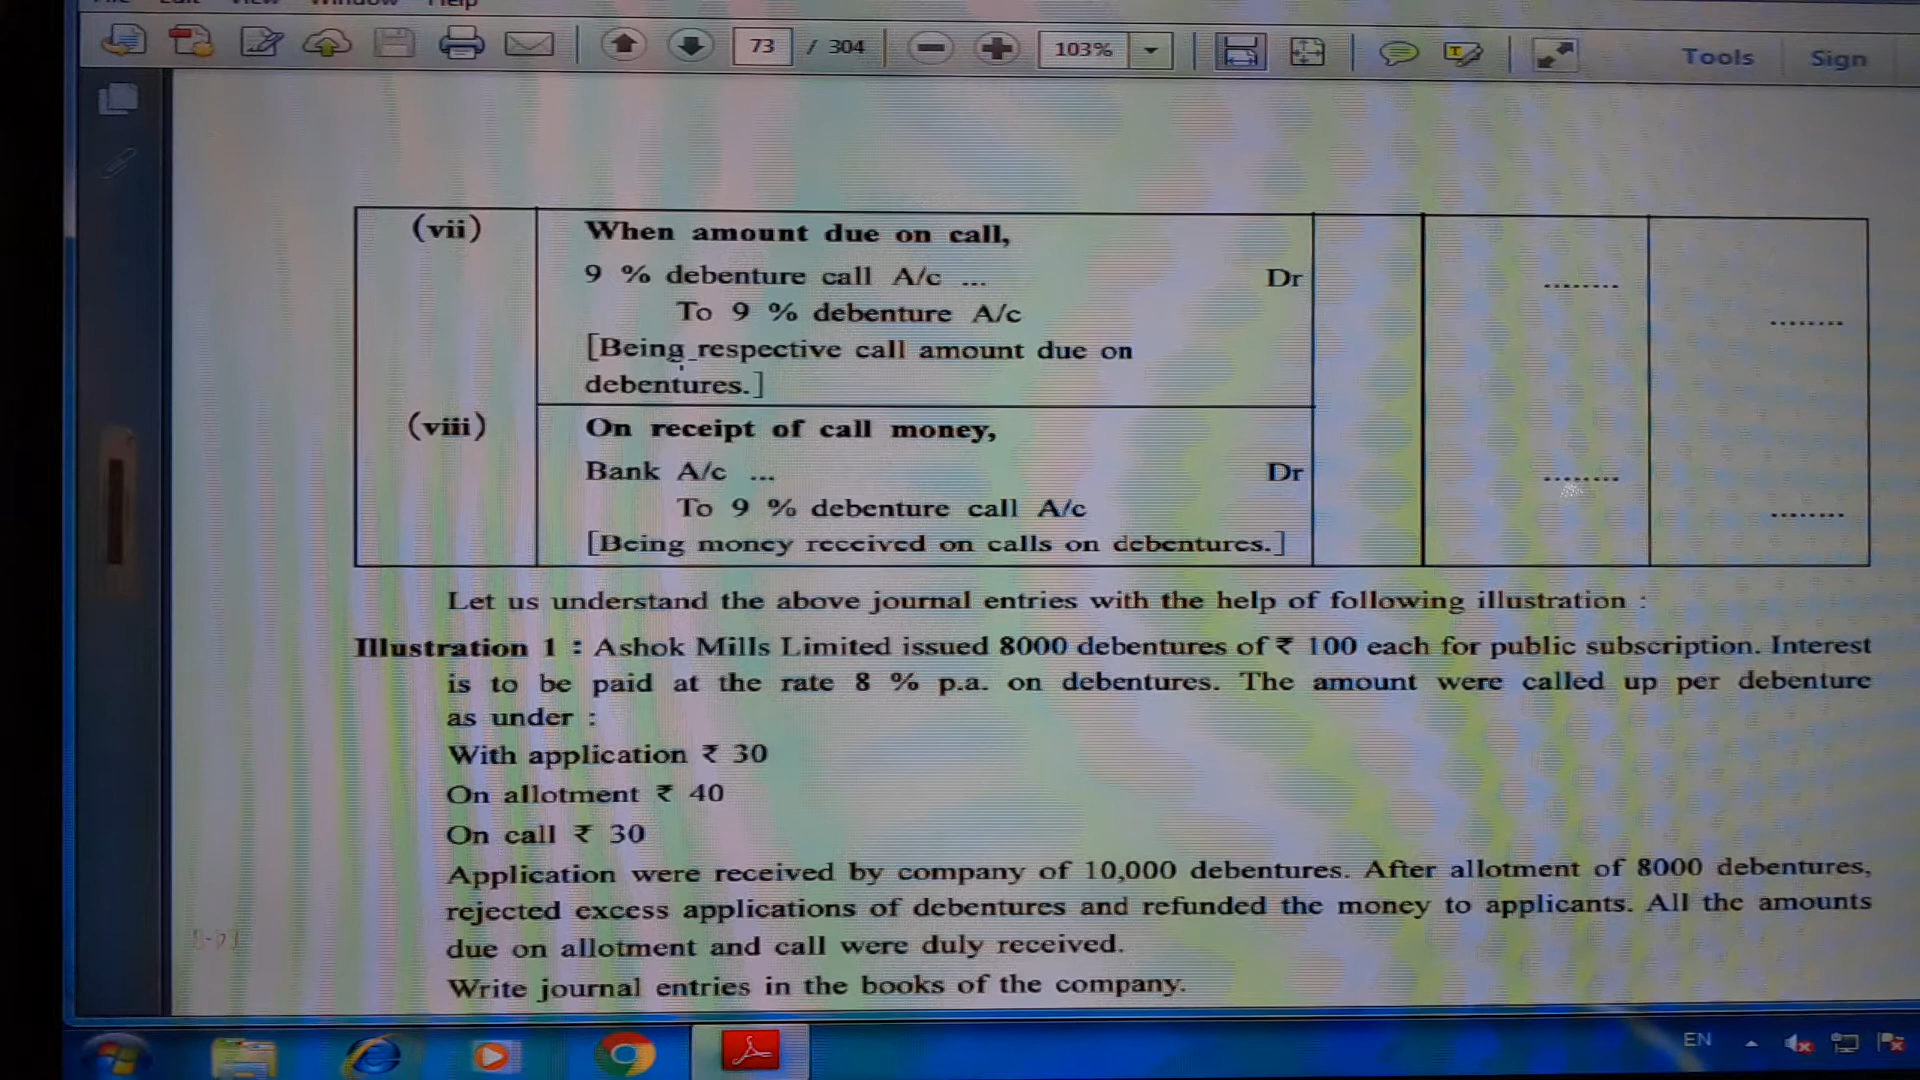 File Edit View Window Help
73 / 304 103% Tools Sign
(vii) When amount due on call,
9 % debenture call A/c ... Dr ........
To 9 % debenture A/c ........
[Being respective call amount due on
debentures.]
(viii) On receipt of call money,
Bank A/c ... Dr ........
To 9 % debenture call A/c ........
[Being money received on calls on debentures.]
Let us understand the above journal entries with the help of following illustration :
Illustration 1 : Ashok Mills Limited issued 8000 debentures of ₹ 100 each for public subscription. Interest
is to be paid at the rate 8 % p.a. on debentures. The amount were called up per debenture
as under :
With application ₹ 30
On allotment ₹ 40
On call ₹ 30
Application were received by company of 10,000 debentures. After allotment of 8000 debentures,
rejected excess applications of debentures and refunded the money to applicants. All the amounts
due on allotment and call were duly received.
Write journal entries in the books of the company.
EN